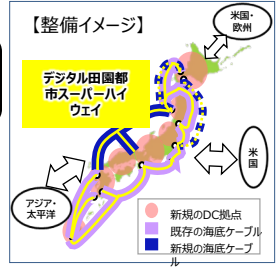 【整備イメージ】
米国・
欧州
デジタル田園都
市スーパーハイ
ウェイ
米
国
アジア・
太平洋
新規のDC拠点
既存の海底ケーブル
新規の海底ケーブ
ル